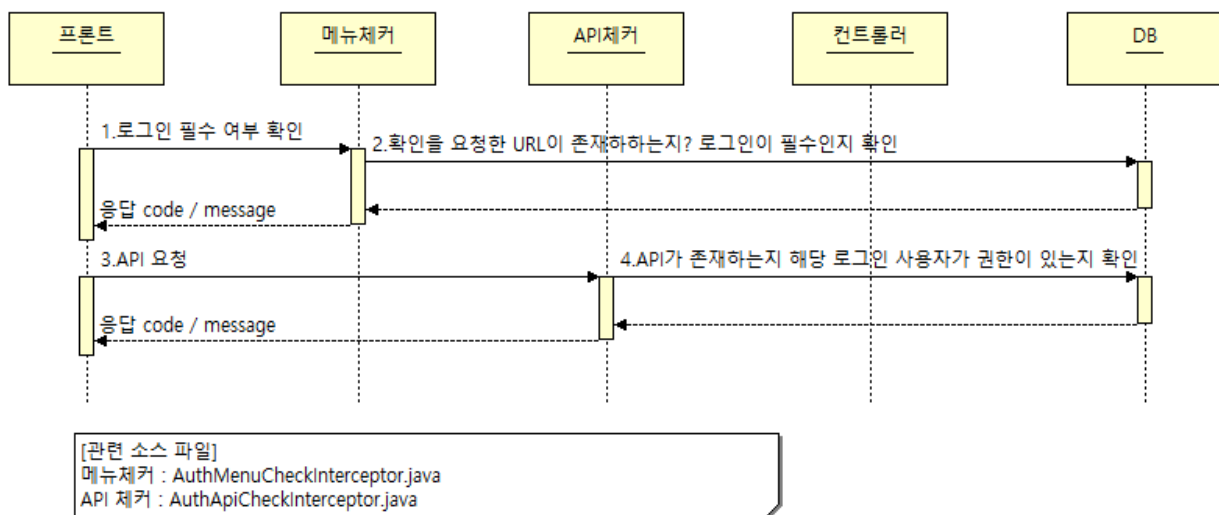 프론트
메뉴체커
API체커
컨트롤러
DB
1.로그인 필수 여부 확인
2.확인을 요청한 URL이 존재하하는지? 로그인이 필수인지 확인
응답 code / message
3.API 요청
4.API가 존재하는지 해당 로그인 사용자가 권한이 있는지 확인
응답 code / message
[관련 소스 파일]
메뉴체커 : AuthMenuCheckInterceptor.java
API 체커 : AuthApiCheckInterceptor.java